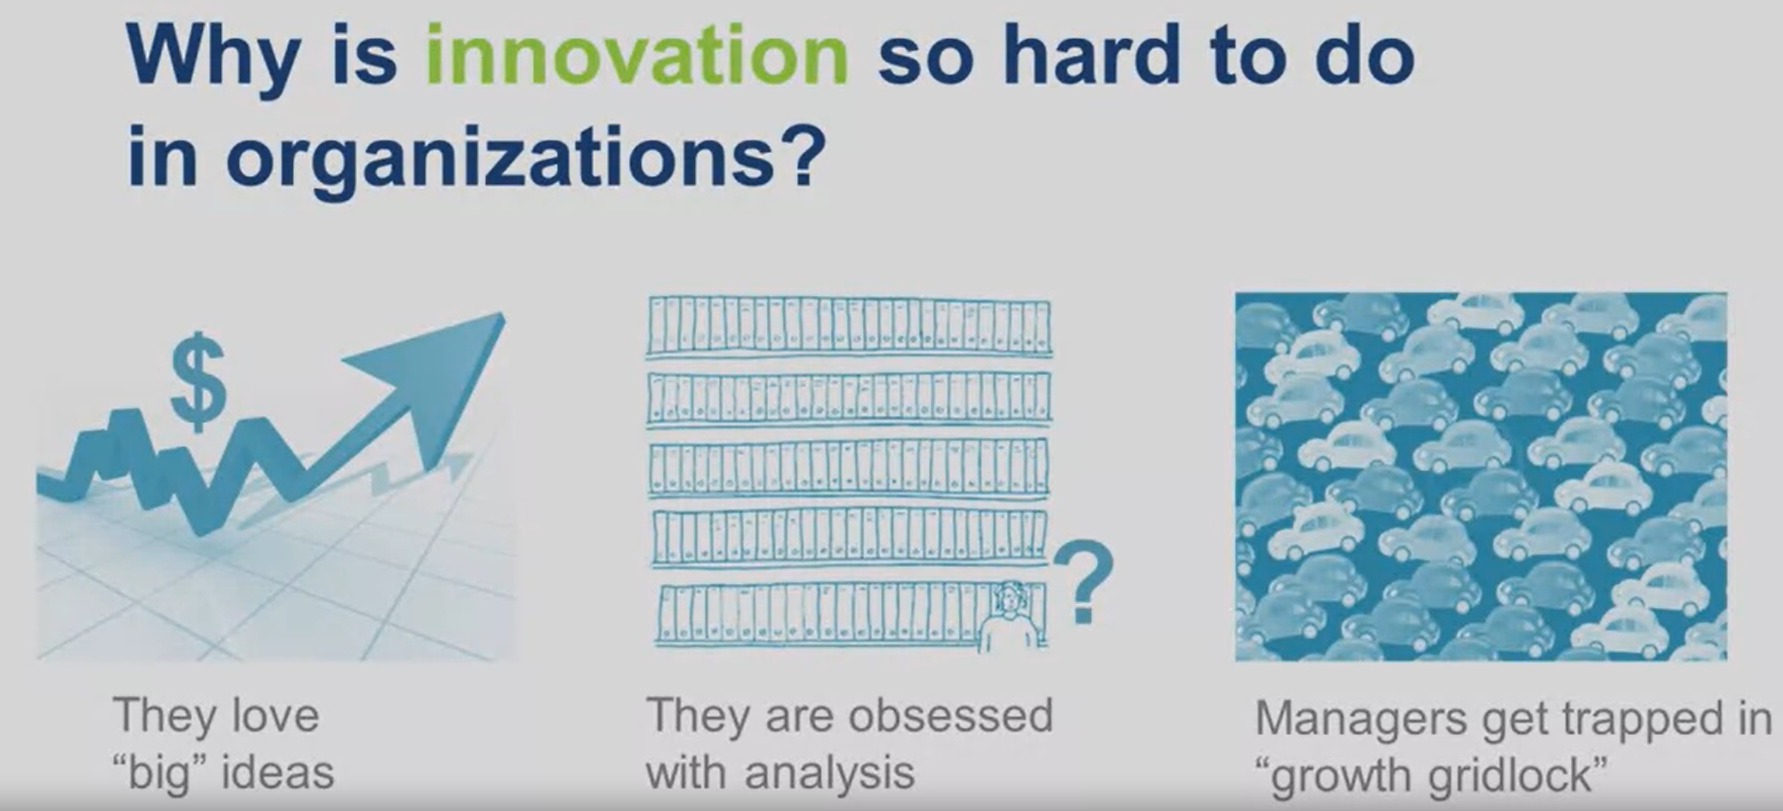 Why is innovation so hard to do
in organizations?
$
?
They love
“big” ideas
They are obsessed
with analysis
Managers get trapped in
“growth gridlock”